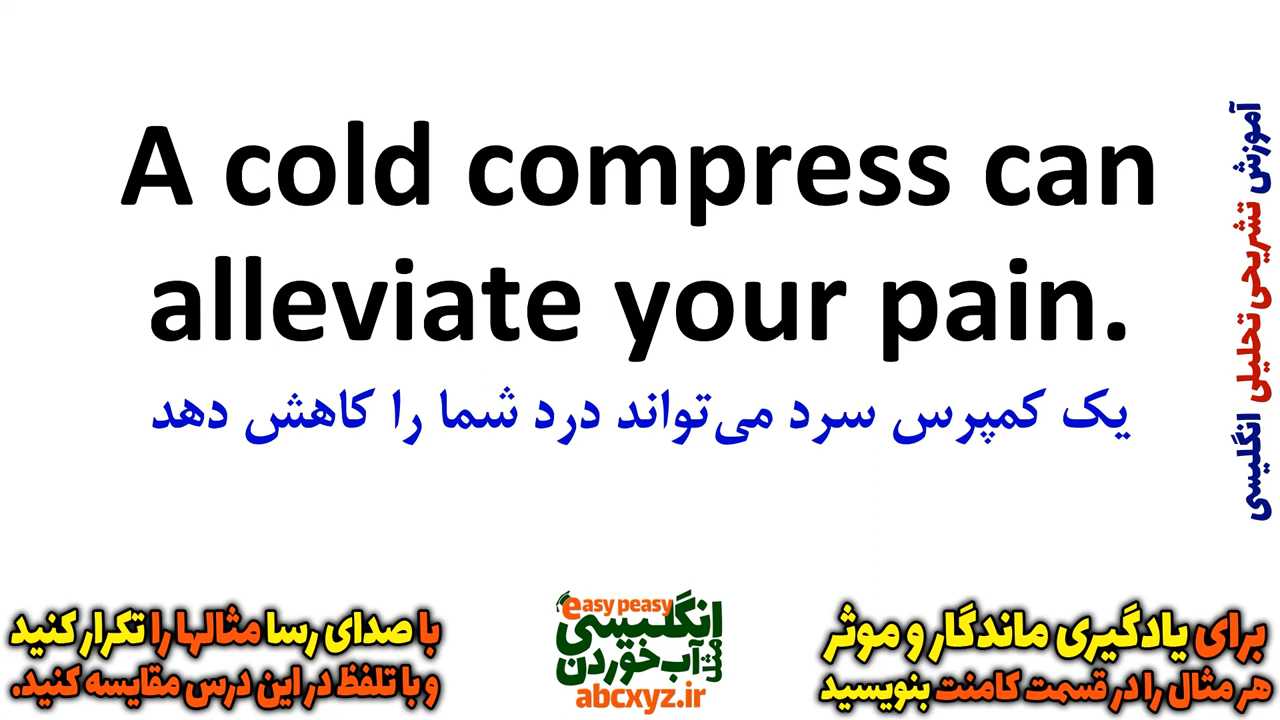 A cold compress can
alleviate your pain.
یک کمپرس سرد می‌تواند درد شما را کاهش دهد
آموزش تشریحی تحلیلی انگلیسی
برای یادگیری ماندگار و موثر
هر مثال را در قسمت کامنت بنویسید
easy peasy
انگلیسی
مثل آب خوردن
abcxyz.ir
با صدای رسا مثالها را تکرار کنید
و با تلفظ در این درس مقایسه کنید.